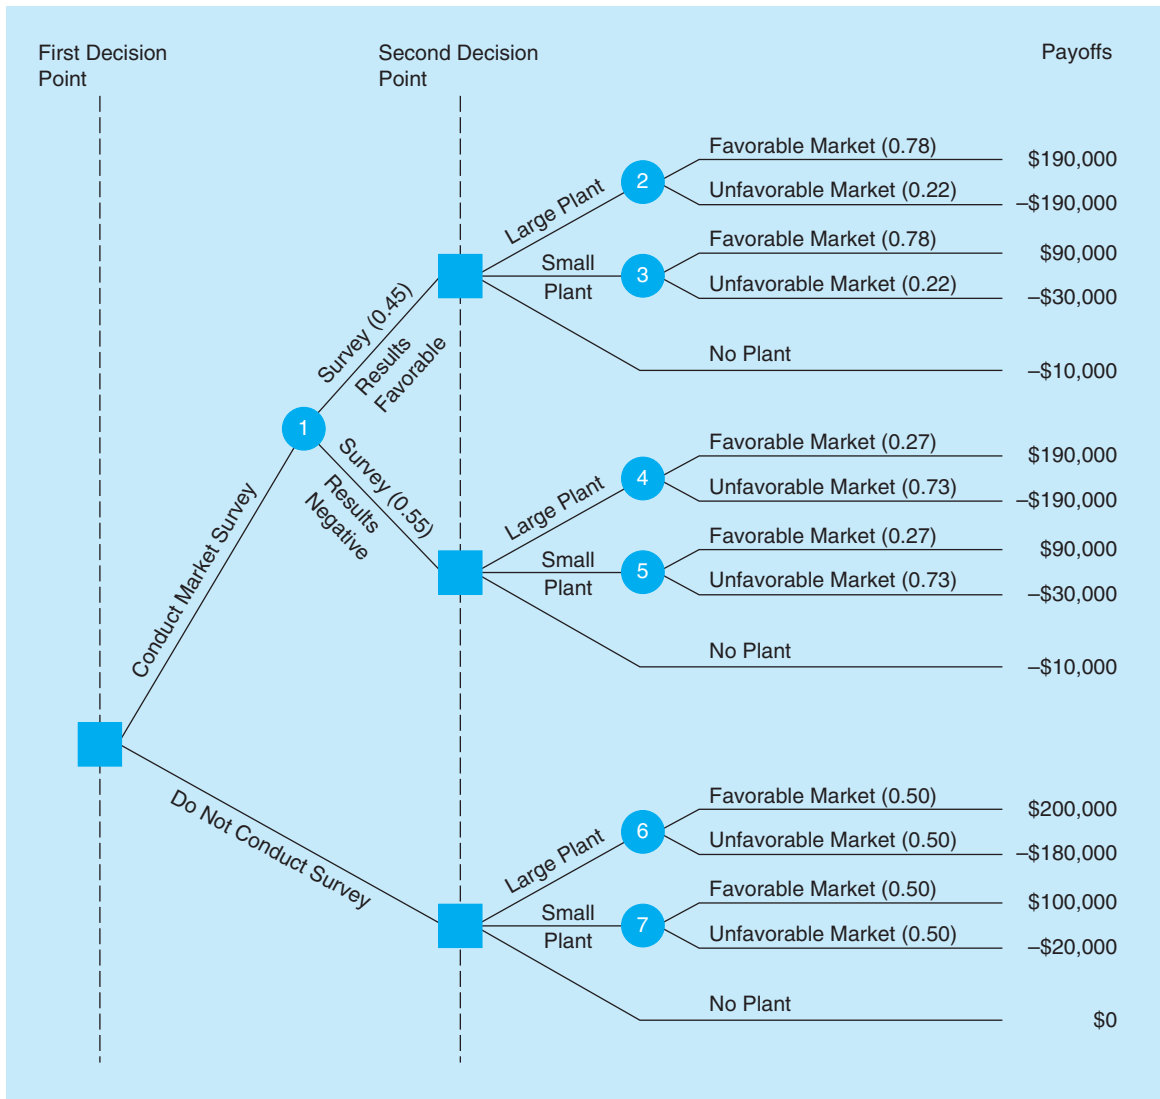 First Decision
Point
Second Decision
Point
Payoffs
Favorable Market (0.78)
$190,000
2
Large Plant
Unfavorable Market (0.22)
–$190,000
Favorable Market (0.78)
$90,000
Small
Plant
3
Unfavorable Market (0.22)
–$30,000
No Plant
–$10,000
Survey (0.45)
Results
Favorable
1
Survey (0.55)
Results
Negative
Favorable Market (0.27)
$190,000
4
Large Plant
Unfavorable Market (0.73)
–$190,000
Favorable Market (0.27)
$90,000
Small
Plant
5
Unfavorable Market (0.73)
–$30,000
No Plant
–$10,000
Conduct Market Survey
Do Not Conduct Survey
Favorable Market (0.50)
$200,000
6
Large Plant
Unfavorable Market (0.50)
–$180,000
Favorable Market (0.50)
$100,000
Small
Plant
7
Unfavorable Market (0.50)
–$20,000
No Plant
$0